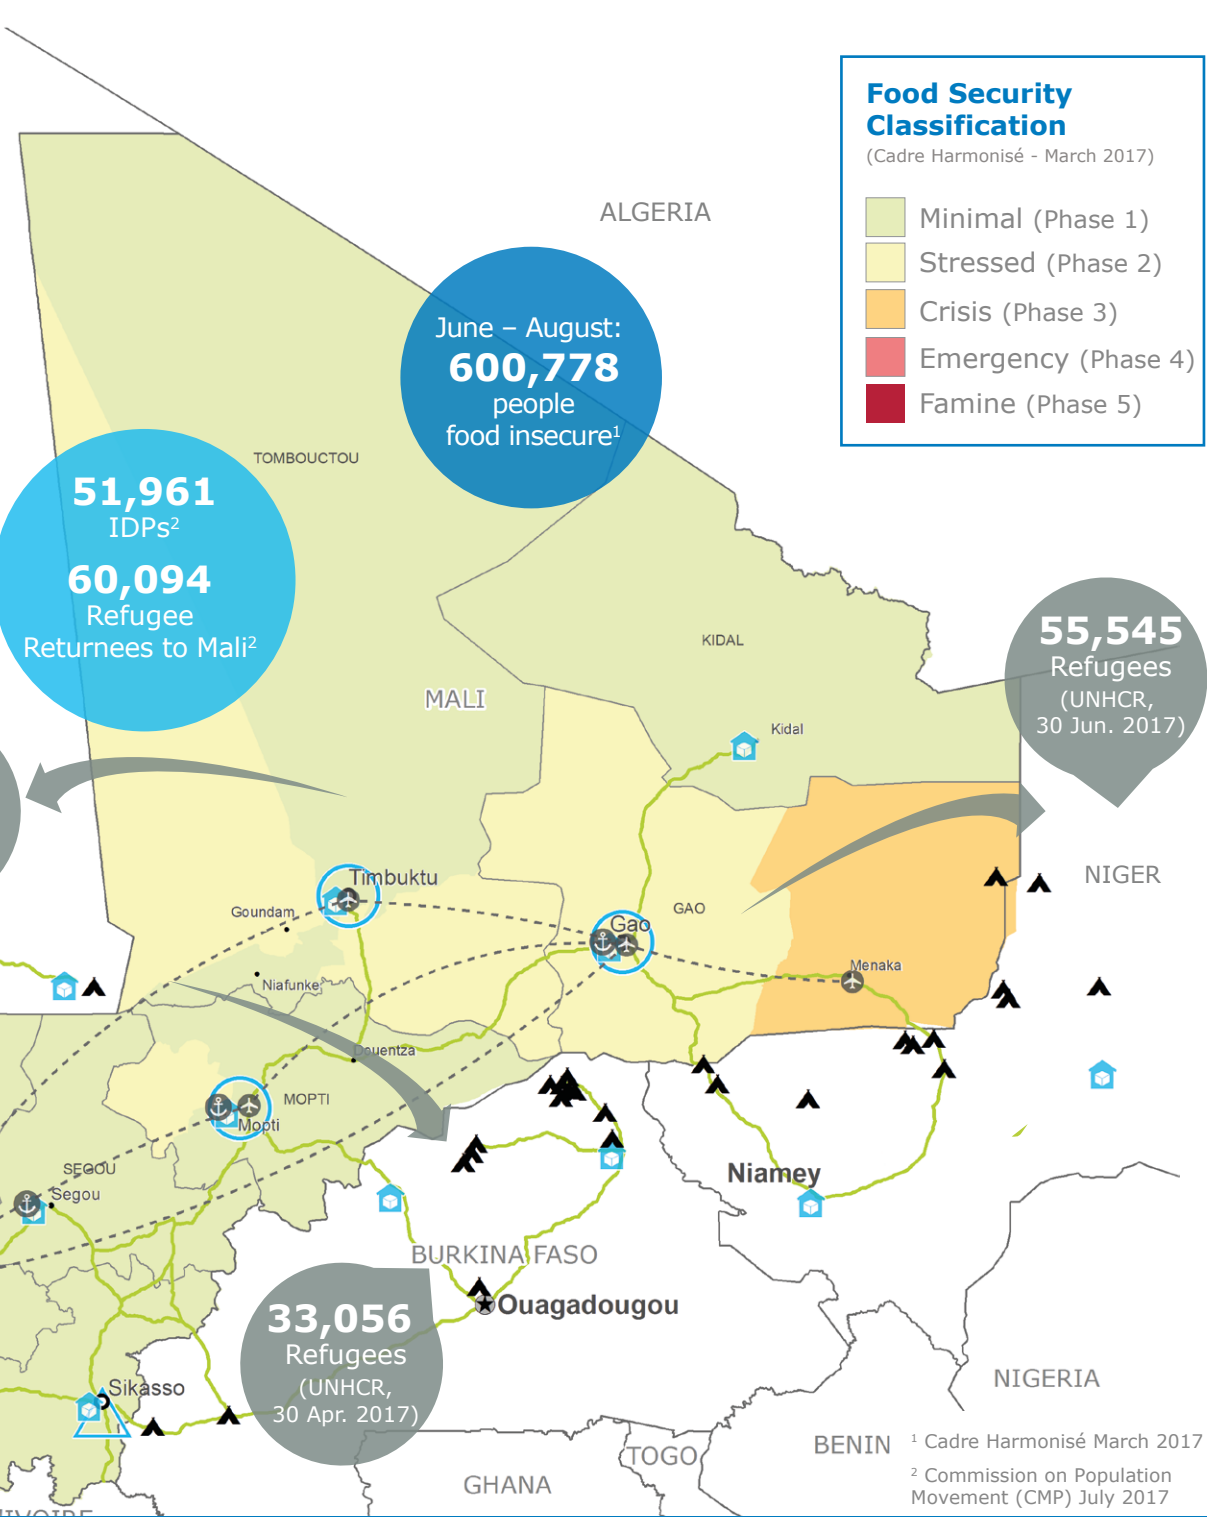 Food Security
Classification
(Cadre Harmonisé - March 2017)
Minimal (Phase 1)
Stressed (Phase 2)
Crisis (Phase 3)
Emergency (Phase 4)
Famine (Phase 5)
ALGERIA
June – August:
600,778
people
food insecure¹
TOMBOUCTOU
51,961
IDPs²
60,094
Refugee
Returnees to Mali²
KIDAL
55,545
Refugees
(UNHCR,
30 Jun. 2017)
MALI
Kidal
Timbuktu
NIGER
Goundam
GAO
Gao
Menaka
Niafunke
Douentza
MOPTI
Mopti
SEGOU
Segou
Niamey
BURKINA FASO
Ouagadougou
33,056
Refugees
(UNHCR,
30 Apr. 2017)
Sikasso
NIGERIA
BENIN
TOGO
GHANA
¹ Cadre Harmonisé March 2017
² Commission on Population
Movement (CMP) July 2017